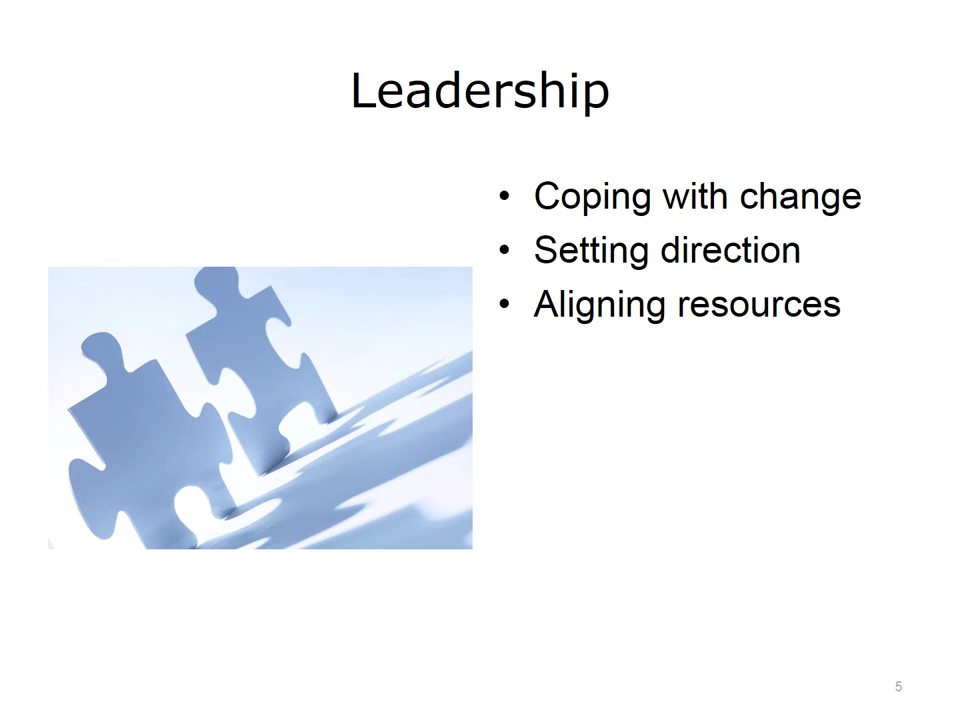 Leadership
• Coping with change
• Setting direction
• Aligning resources
5